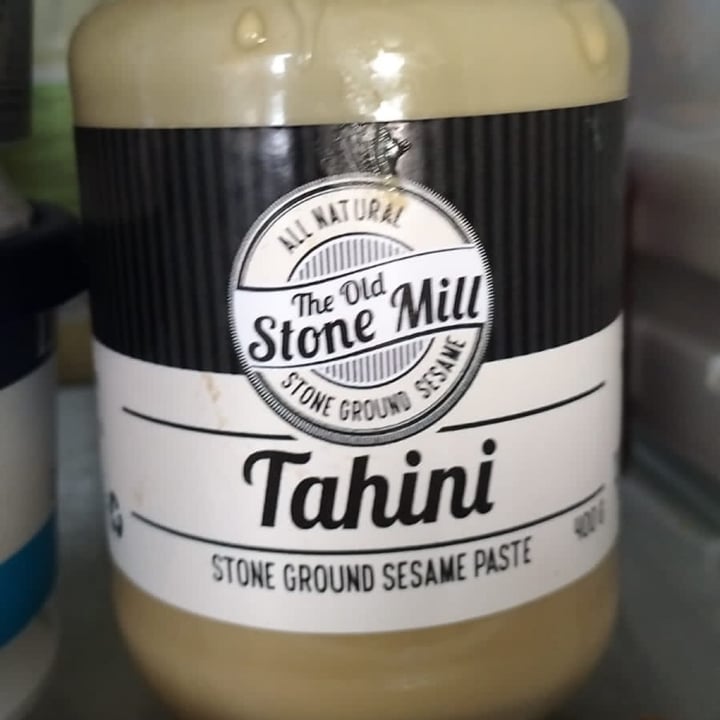 ALL NATURAL
The Old
Stone Mill
STONE GROUND SESAME
Tahini
400 G
STONE GROUND SESAME PASTE